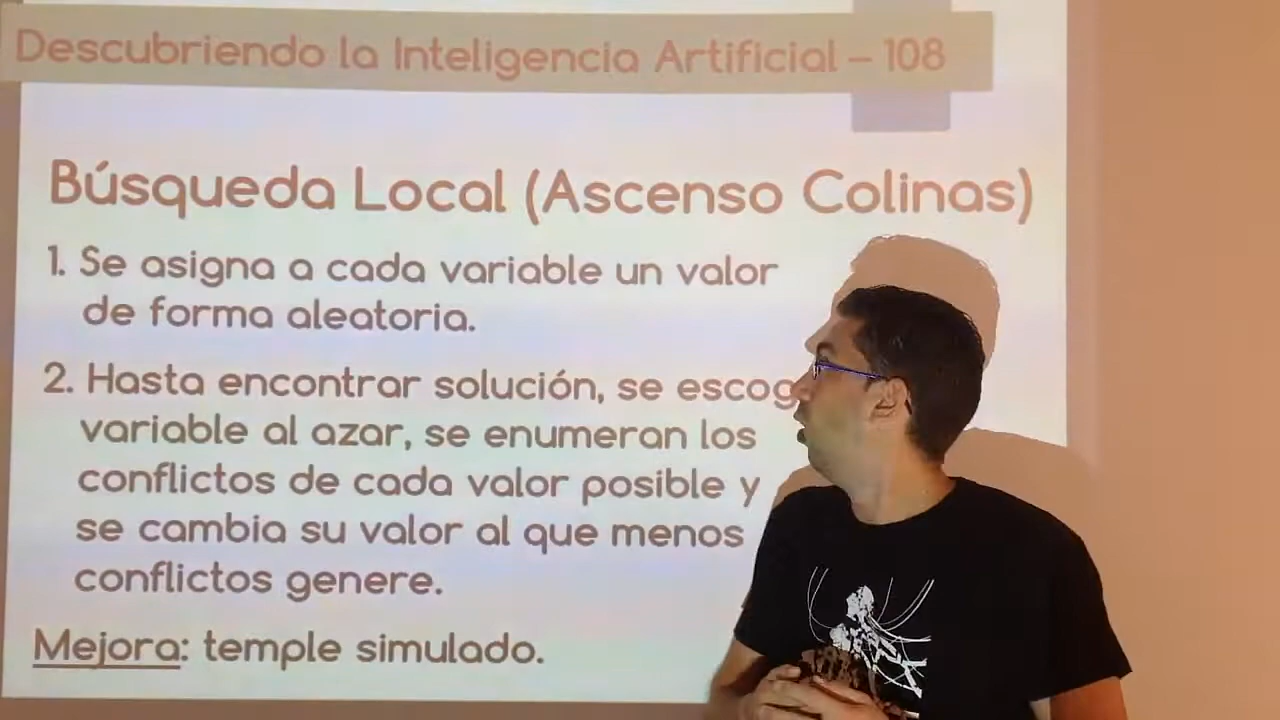 Descubriendo la Inteligencia Artificial – 108
Búsqueda Local (Ascenso Colinas)
1. Se asigna a cada variable un valor
de forma aleatoria.
2. Hasta encontrar solución, se
variable al azar, se enumeran los
conflictos de cada valor posible y
se cambia su valor al que menos
conflictos genere.
Mejora: temple simulado.